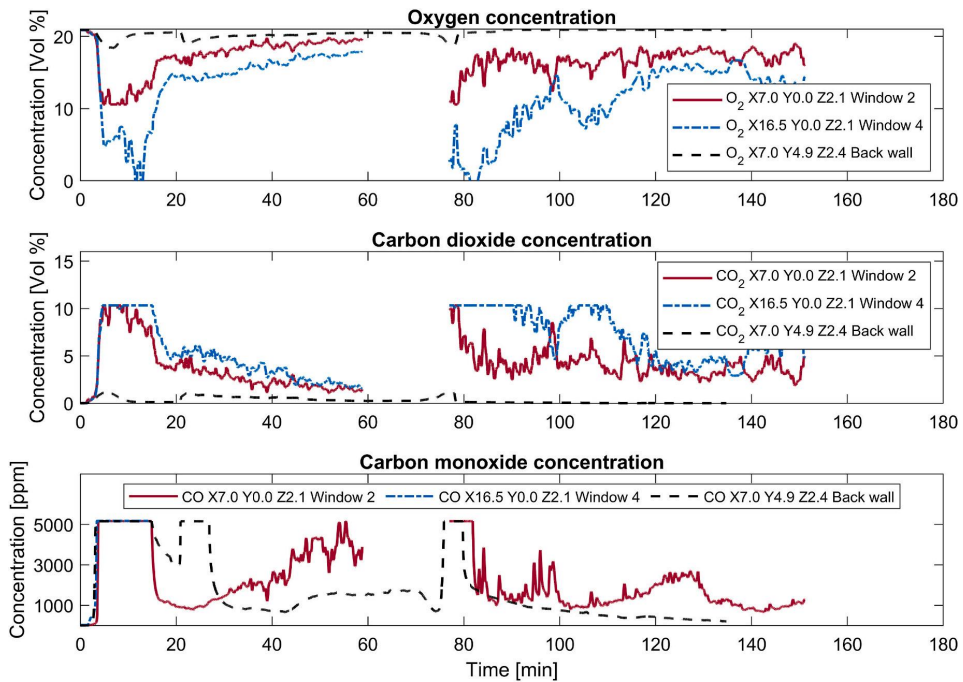 Oxygen concentration
Concentration [Vol %]
20
10
0
0 20 40 60 80 100 120 140 160 180
O2 X7.0 Y0.0 Z2.1 Window 2
O2 X16.5 Y0.0 Z2.1 Window 4
O2 X7.0 Y4.9 Z2.4 Back wall
Carbon dioxide concentration
Concentration [Vol %]
15
10
5
0
0 20 40 60 80 100 120 140 160 180
CO2 X7.0 Y0.0 Z2.1 Window 2
CO2 X16.5 Y0.0 Z2.1 Window 4
CO2 X7.0 Y4.9 Z2.4 Back wall
Carbon monoxide concentration
Concentration [ppm]
CO X7.0 Y0.0 Z2.1 Window 2 CO X16.5 Y0.0 Z2.1 Window 4 CO X7.0 Y4.9 Z2.4 Back wall
5000
3000
1000
0 20 40 60 80 100 120 140 160 180
Time [min]